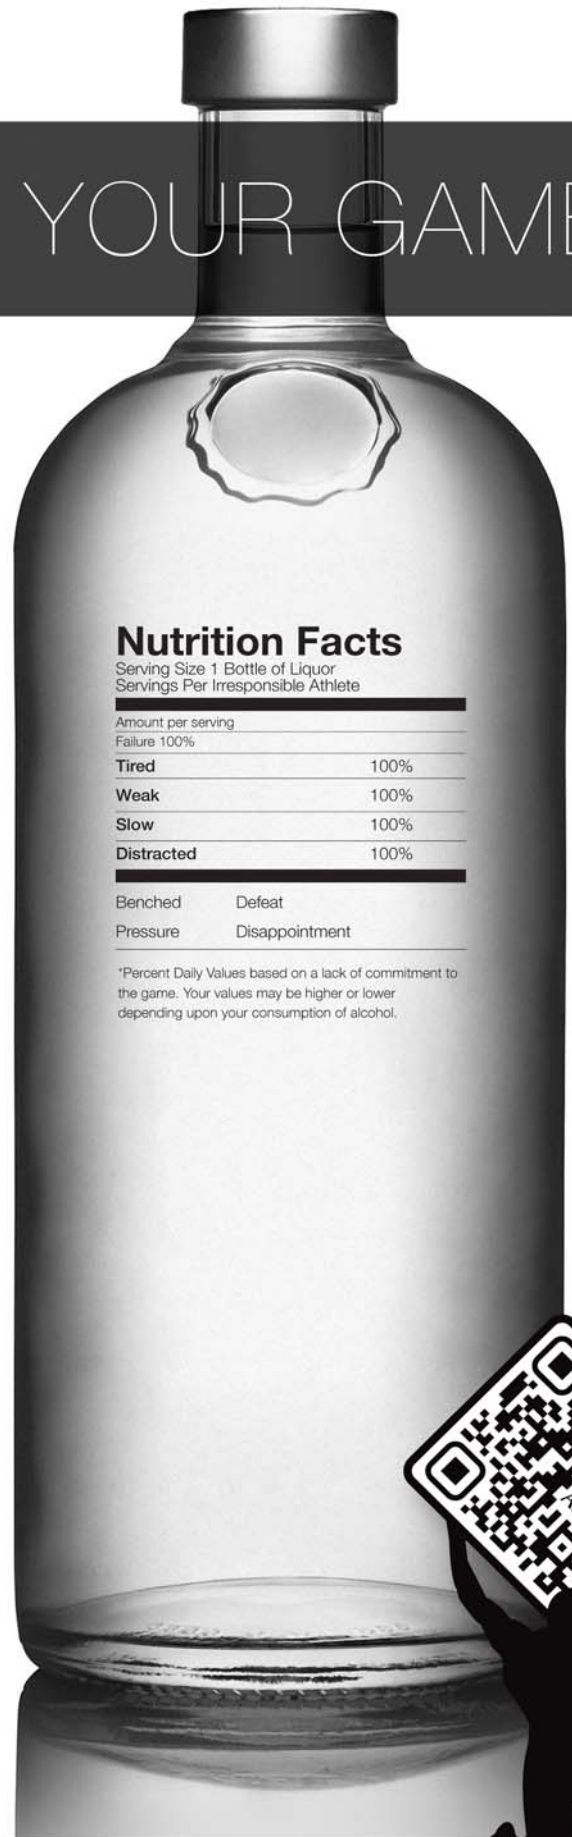 YOUR GAME
Nutrition Facts
Serving Size 1 Bottle of Liquor
Servings Per Irresponsible Athlete
Amount per serving
Failure 100%
Tired 100%
Weak 100%
Slow 100%
Distracted 100%
Benched Defeat
Pressure Disappointment
*Percent Daily Values based on a lack of commitment to
the game. Your values may be higher or lower
depending upon your consumption of alcohol.